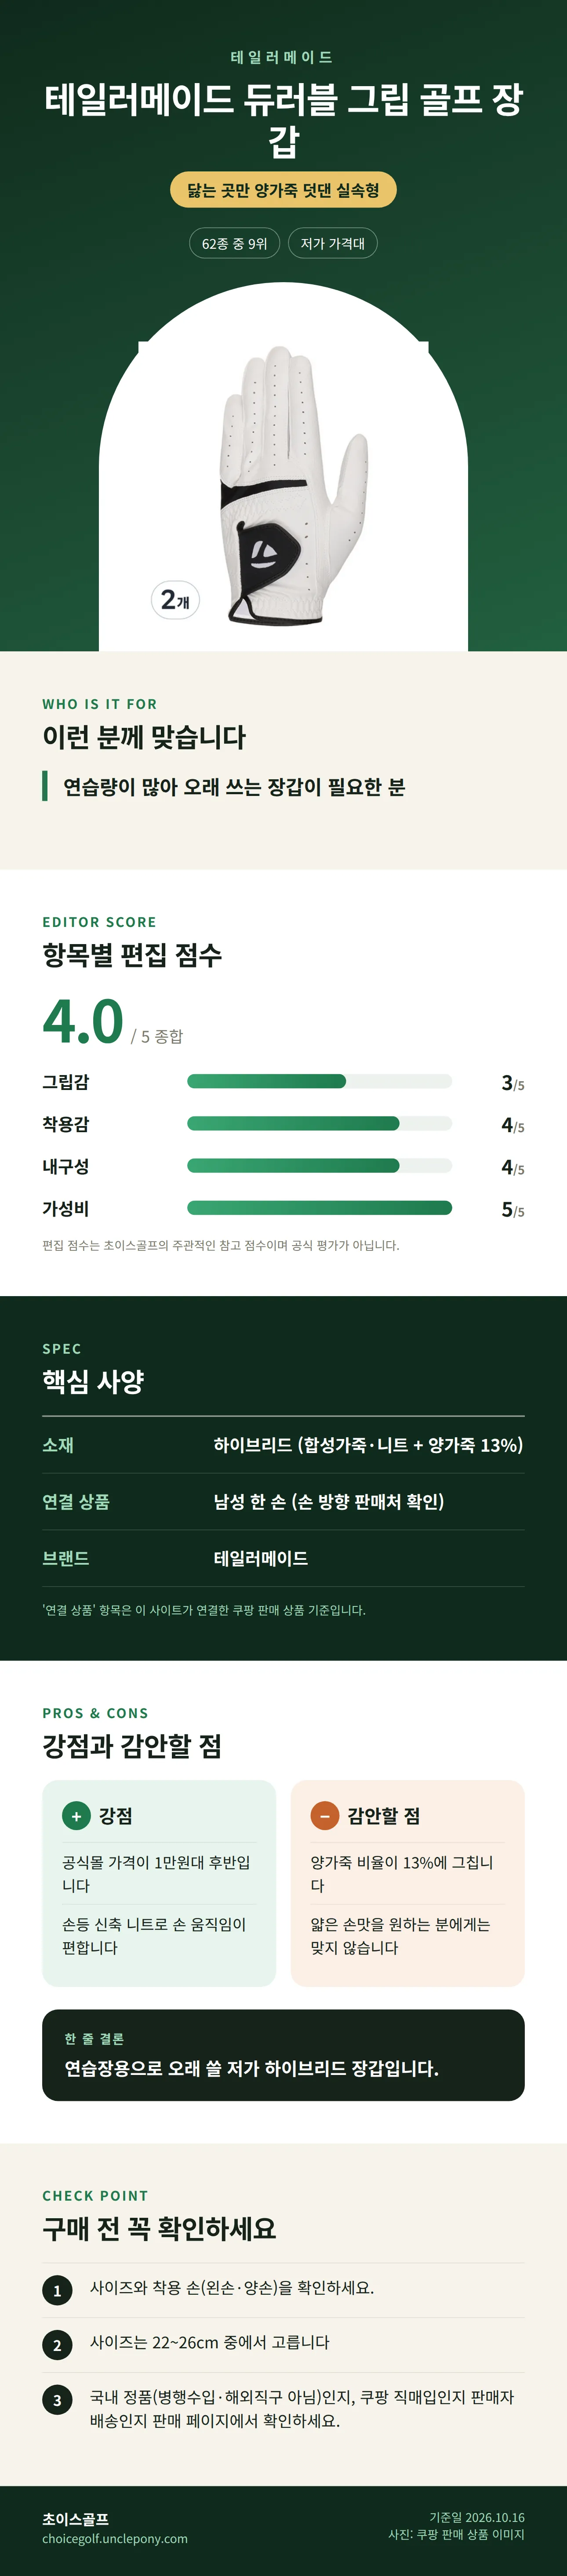 테일러메이드
테일러메이드 듀러블 그립 골프 장
갑
닿는 곳만 양가죽 덧댄 실속형
62종 중 9위
저가 가격대
2개
WHO IS IT FOR
이런 분께 맞습니다
연습량이 많아 오래 쓰는 장갑이 필요한 분
EDITOR SCORE
항목별 편집 점수
4.0 / 5 종합
그립감 3/5
착용감 4/5
내구성 4/5
가성비 5/5
편집 점수는 초이스골프의 주관적인 참고 점수이며 공식 평가가 아닙니다.
SPEC
핵심 사양
소재 하이브리드 (합성가죽·니트 + 양가죽 13%)
연결 상품 남성 한 손 (손 방향 판매처 확인)
브랜드 테일러메이드
'연결 상품' 항목은 이 사이트가 연결한 쿠팡 판매 상품 기준입니다.
PROS & CONS
강점과 감안할 점
+ 강점
공식몰 가격이 1만원대 후반입
니다
손등 신축 니트로 손 움직임이
편합니다
− 감안할 점
양가죽 비율이 13%에 그칩니
다
얇은 손맛을 원하는 분에게는
맞지 않습니다
한 줄 결론
연습장용으로 오래 쓸 저가 하이브리드 장갑입니다.
CHECK POINT
구매 전 꼭 확인하세요
1 사이즈와 착용 손(왼손·양손)을 확인하세요.
2 사이즈는 22~26cm 중에서 고릅니다
3 국내 정품(병행수입·해외직구 아님)인지, 쿠팡 직매입인지 판매자
배송인지 판매 페이지에서 확인하세요.
초이스골프
choicegolf.unclepony.com
기준일 2026.10.16
사진: 쿠팡 판매 상품 이미지